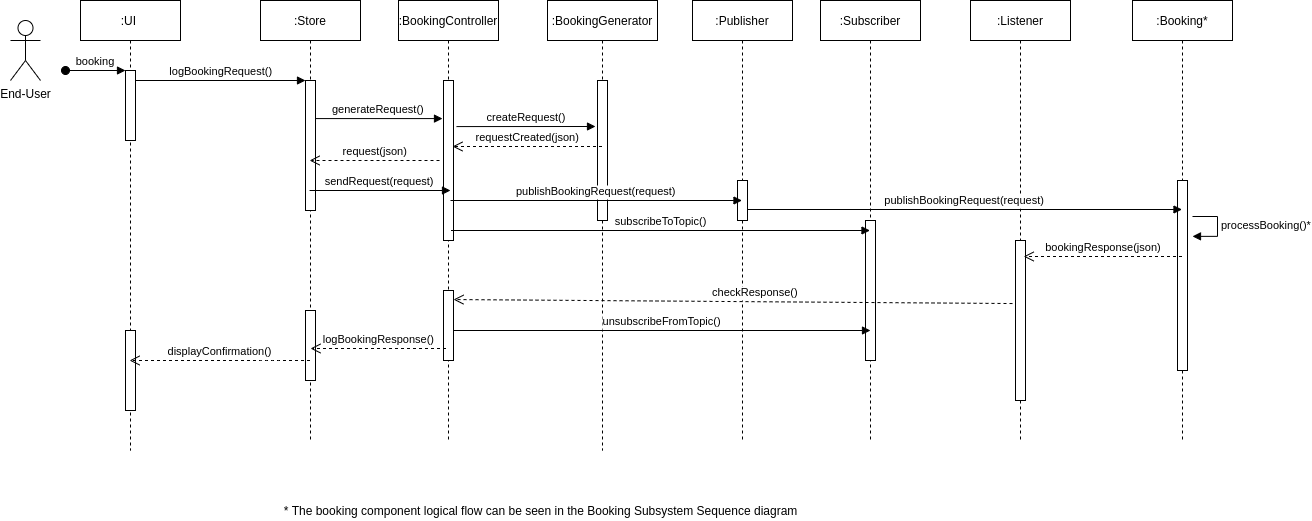 :UI
:Store
:BookingController
:BookingGenerator
:Publisher
:Subscriber
:Listener
:Booking*
End-User
booking
logBookingRequest()
generateRequest()
createRequest()
requestCreated(json)
request(json)
sendRequest(request)
publishBookingRequest(request)
publishBookingRequest(request)
subscribeToTopic()
processBooking()*
bookingResponse(json)
checkResponse()
unsubscribeFromTopic()
logBookingResponse()
displayConfirmation()
* The booking component logical flow can be seen in the Booking Subsystem Sequence diagram